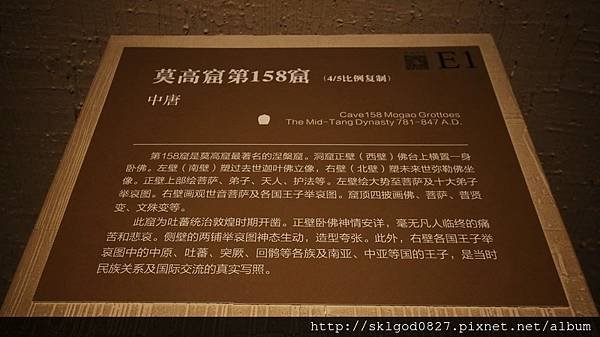 E1
莫高窟第158窟 (4/5比例复制)
中唐
Cave158 Mogao Grottoes
The Mid-Tang Dynasty 781-847 A.D.
第158窟是莫高窟最著名的涅槃窟。洞窟正壁（西壁）佛台上横置一身
卧佛。左壁（南壁）塑过去世迦叶佛立像，右壁（北壁）塑未来世弥勒佛坐
像。正壁上部绘菩萨、弟子、天人、护法等。左壁绘大势至菩萨及十大弟子
举哀图。右壁画观世音菩萨及各国王子举哀图。窟顶四披画佛、菩萨、普贤
变、文殊变等。
此窟为吐蕃统治敦煌时期开凿。正壁卧佛神情安详，毫无凡人临终的痛
苦和悲哀。侧壁的两铺举哀图神态生动，造型夸张。此外，右壁各国王子举
哀图中的中原、吐蕃、突厥、回鹘等各族及南亚、中亚等国的王子，是当时
民族关系及国际交流的真实写照。
http://sklgod0827.pixnet.net/album